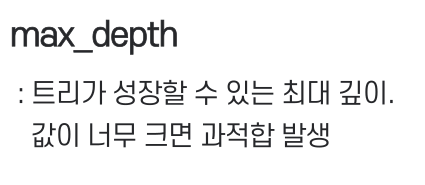 max_depth
: 트리가 성장할 수 있는 최대 깊이.
값이 너무 크면 과적합 발생